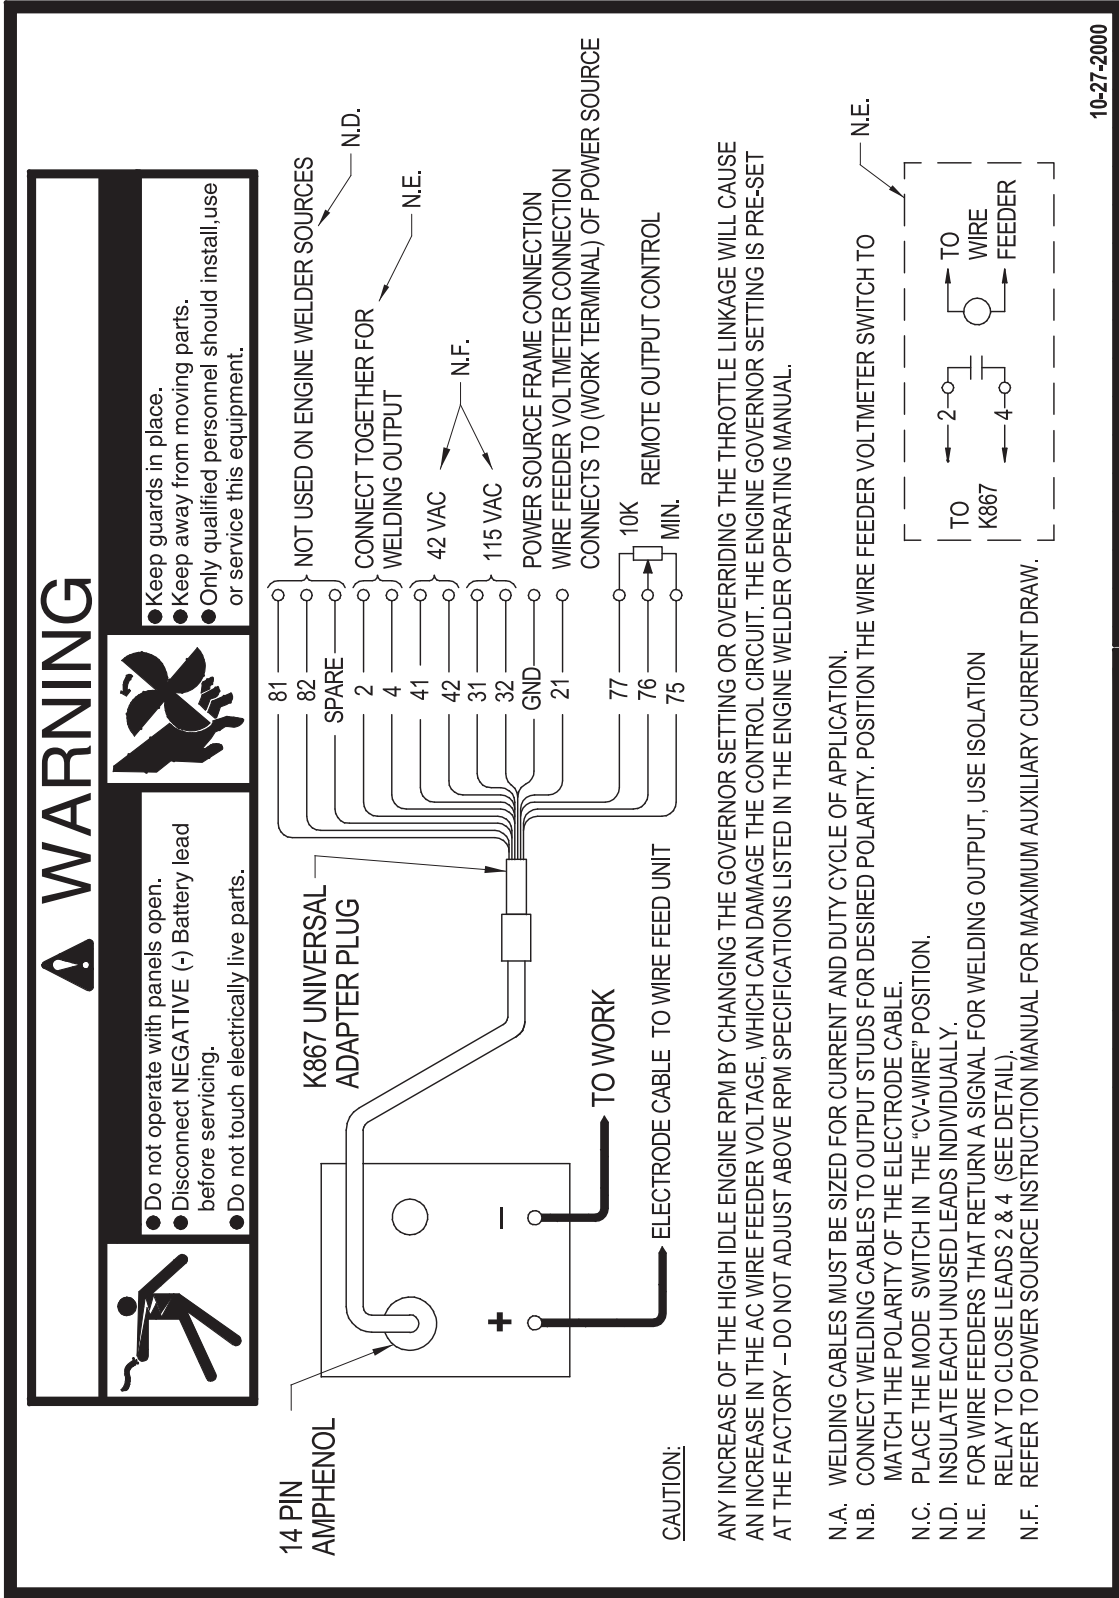 WARNING
● Do not operate with panels open.
● Disconnect NEGATIVE (-) Battery lead
before servicing.
● Do not touch electrically live parts.
● Keep guards in place.
● Keep away from moving parts.
● Only qualified personnel should install,use
or service this equipment.
14 PIN
AMPHENOL
K867 UNIVERSAL
ADAPTER PLUG
+
–
TO WORK
ELECTRODE CABLE TO WIRE FEED UNIT
81
82
SPARE
2
4
41
42
31
32
GND
21
77
76
75
NOT USED ON ENGINE WELDER SOURCES
N.D.
CONNECT TOGETHER FOR
WELDING OUTPUT
N.E.
42 VAC
115 VAC
N.F.
POWER SOURCE FRAME CONNECTION
WIRE FEEDER VOLTMETER CONNECTION
CONNECTS TO (WORK TERMINAL) OF POWER SOURCE
10K
REMOTE OUTPUT CONTROL
MIN.
CAUTION:
ANY INCREASE OF THE HIGH IDLE ENGINE RPM BY CHANGING THE GOVERNOR SETTING OR OVERRIDING THE THROTTLE LINKAGE WILL CAUSE
AN INCREASE IN THE AC WIRE FEEDER VOLTAGE, WHICH CAN DAMAGE THE CONTROL CIRCUIT. THE ENGINE GOVERNOR SETTING IS PRE-SET
AT THE FACTORY – DO NOT ADJUST ABOVE RPM SPECIFICATIONS LISTED IN THE ENGINE WELDER OPERATING MANUAL.
N.A. WELDING CABLES MUST BE SIZED FOR CURRENT AND DUTY CYCLE OF APPLICATION.
N.B. CONNECT WELDING CABLES TO OUTPUT STUDS FOR DESIRED POLARITY. POSITION THE WIRE FEEDER VOLTMETER SWITCH TO
MATCH THE POLARITY OF THE ELECTRODE CABLE.
N.C. PLACE THE MODE SWITCH IN THE "CV-WIRE" POSITION.
N.D. INSULATE EACH UNUSED LEADS INDIVIDUALLY.
N.E. FOR WIRE FEEDERS THAT RETURN A SIGNAL FOR WELDING OUTPUT, USE ISOLATION
RELAY TO CLOSE LEADS 2 & 4 (SEE DETAIL).
N.F. REFER TO POWER SOURCE INSTRUCTION MANUAL FOR MAXIMUM AUXILIARY CURRENT DRAW.
N.E.
TO
K867
2
4
TO
WIRE
FEEDER
10-27-2000